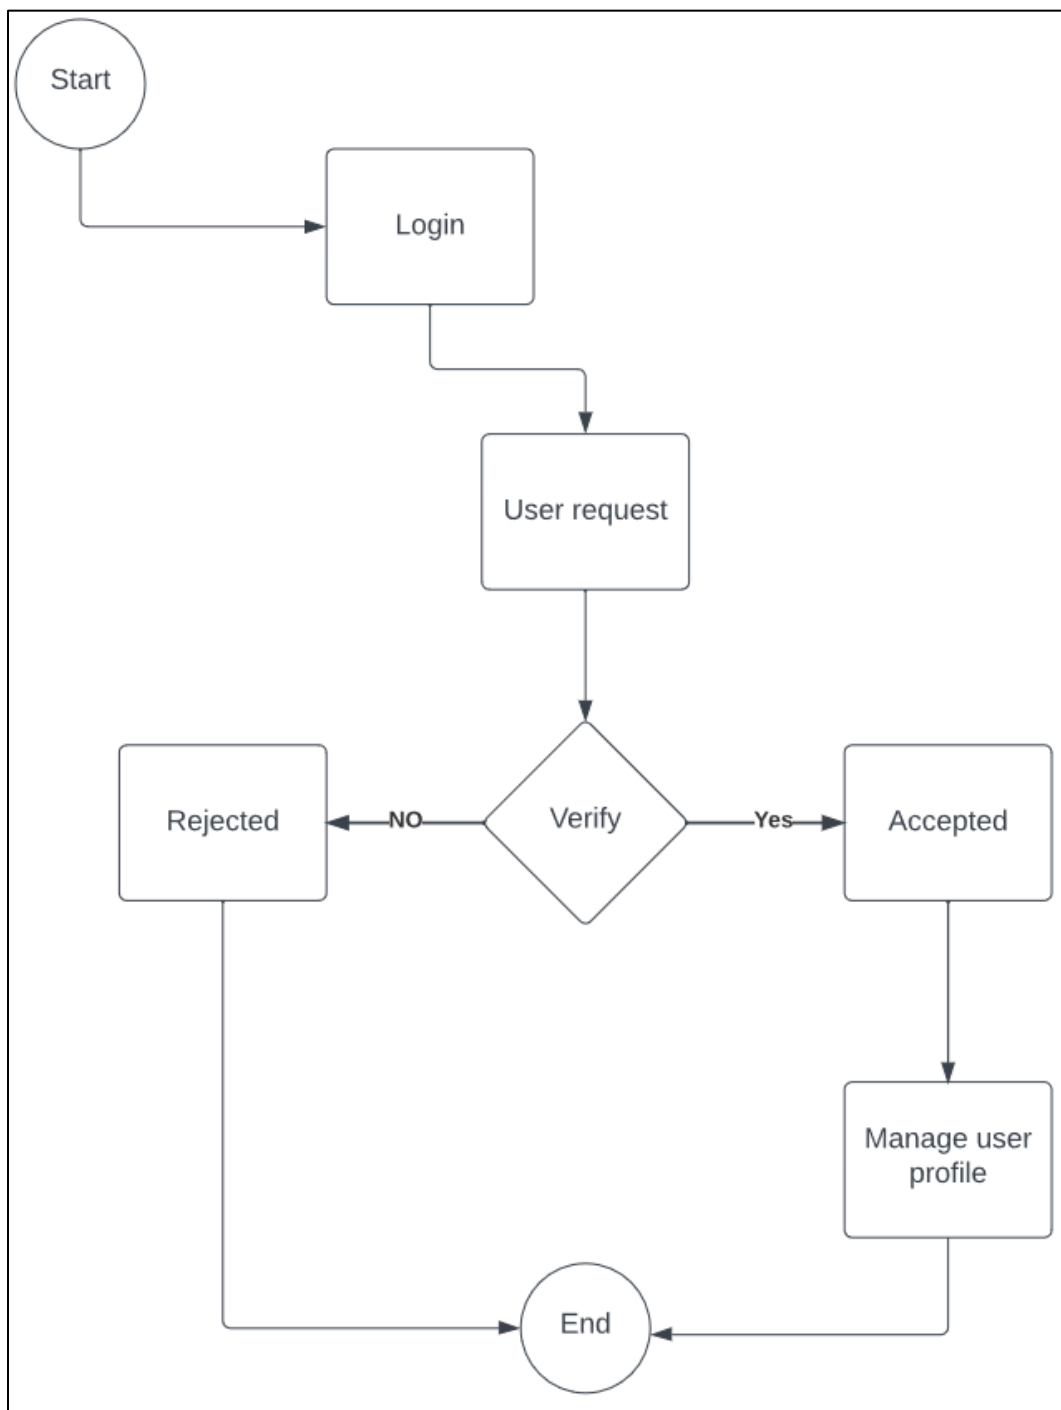 Start
Login
User request
Rejected
NO
Verify
Yes
Accepted
Manage user
profile
End